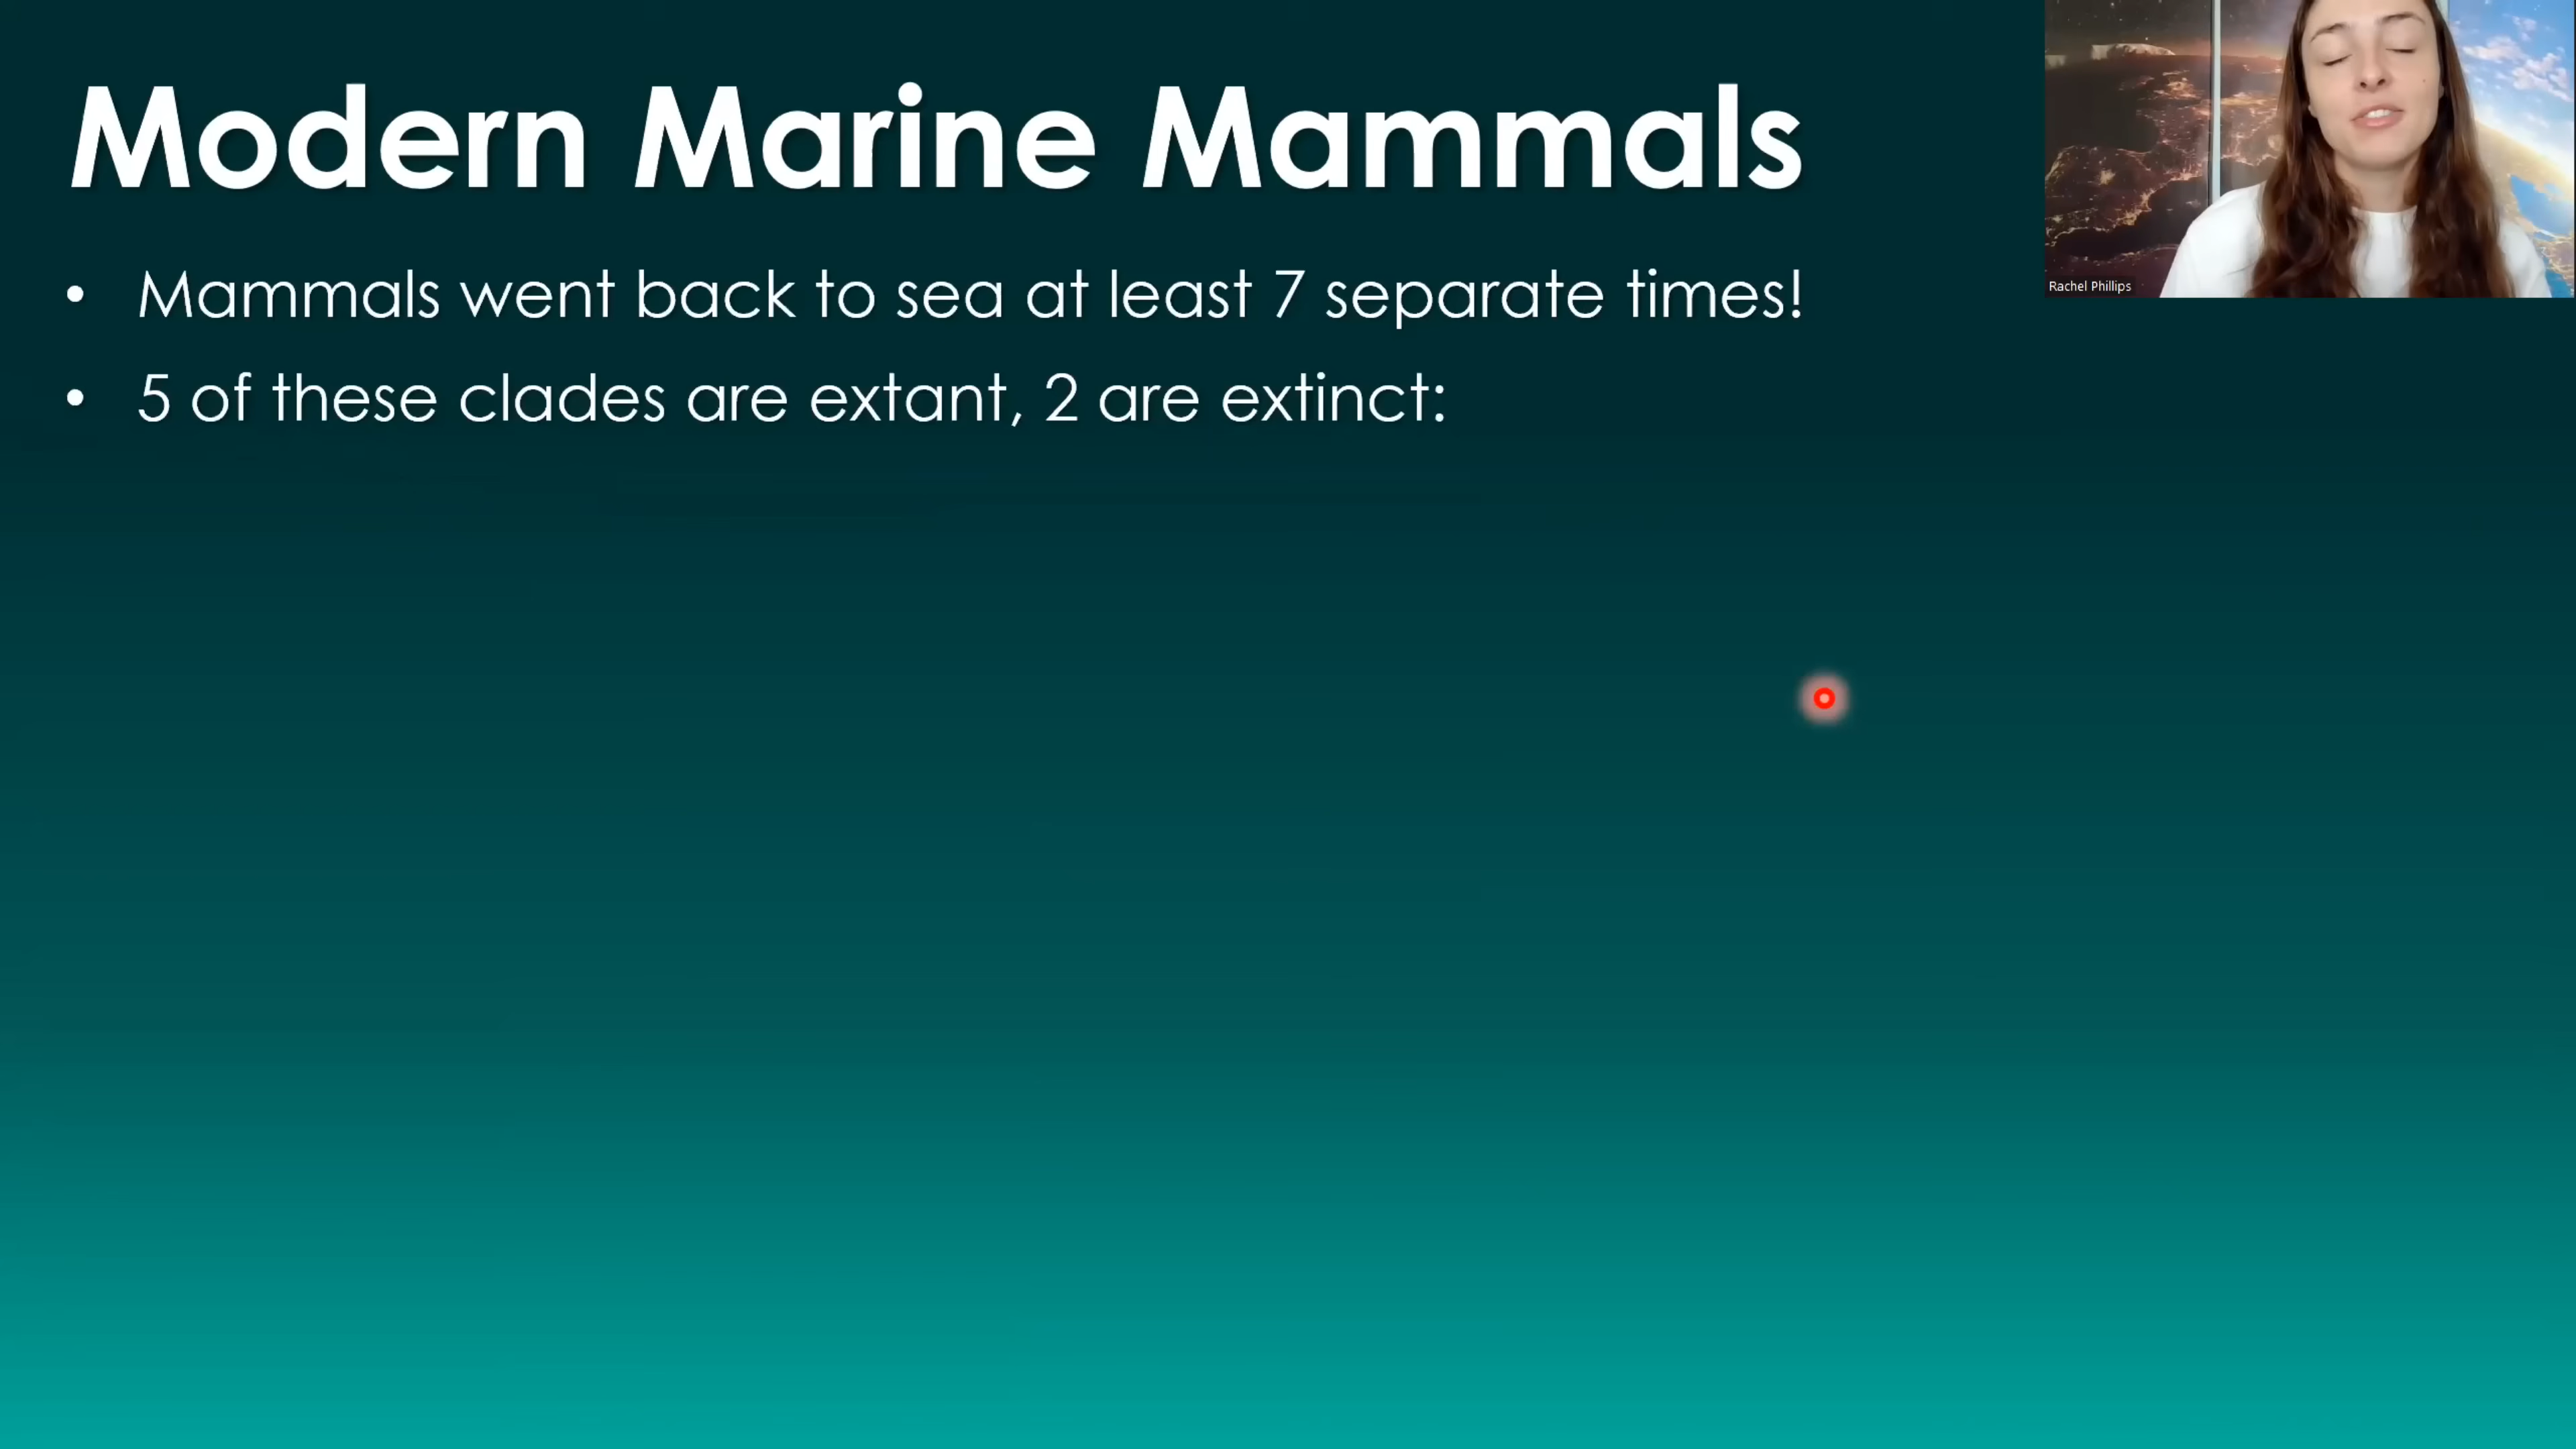 Modern Marine Mammals
Rachel Phillips
• Mammals went back to sea at least 7 separate times!
• 5 of these clades are extant, 2 are extinct: